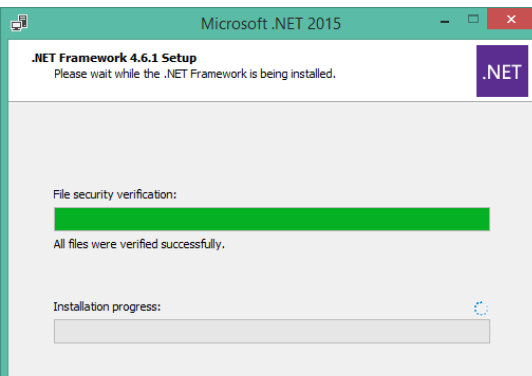 Microsoft .NET 2015
.NET Framework 4.6.1 Setup
Please wait while the .NET Framework is being installed.
.NET
File security verification:
All files were verified successfully.
Installation progress: